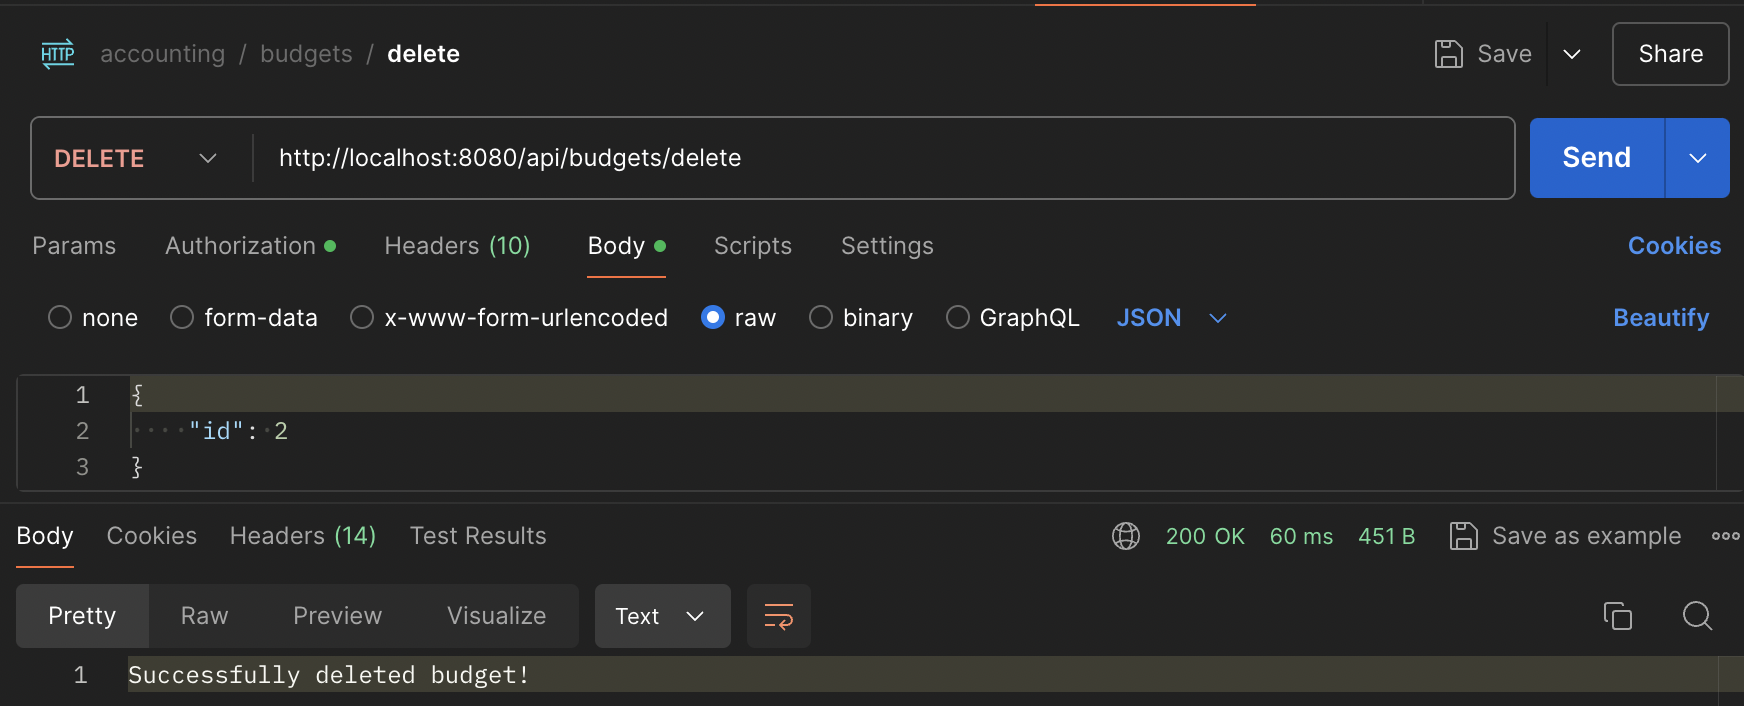 HTTP accounting / budgets / delete Save Share
DELETE http://localhost:8080/api/budgets/delete Send
Params Authorization Headers (10) Body Scripts Settings Cookies
none form-data x-www-form-urlencoded raw binary GraphQL JSON Beautify
1 {
2 "id": 2
3 }
Body Cookies Headers (14) Test Results 200 OK 60 ms 451 B Save as example
Pretty Raw Preview Visualize Text
1 Successfully deleted budget!